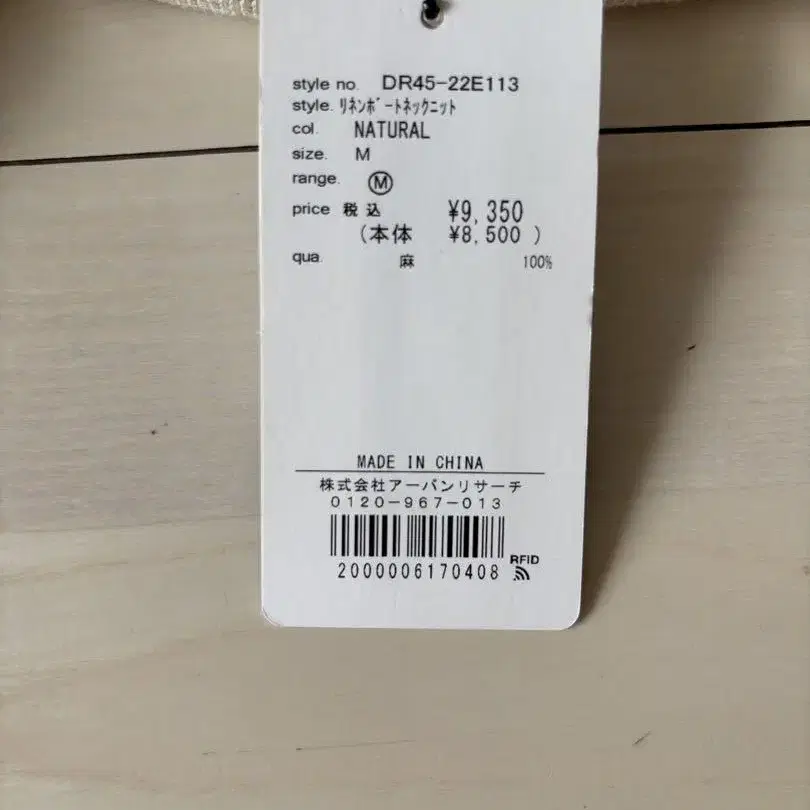 style no. DR45-22E113
style. ﾘﾈﾝﾎﾞｰﾄﾈｯｸﾆｯﾄ
col. NATURAL
size. M
range. Ⓜ
price 税込 ¥9,350
(本体 ¥8,500 )
qua. 麻 100%
MADE IN CHINA
株式会社アーバンリサーチ
0120-967-013
RFID
2000006170408